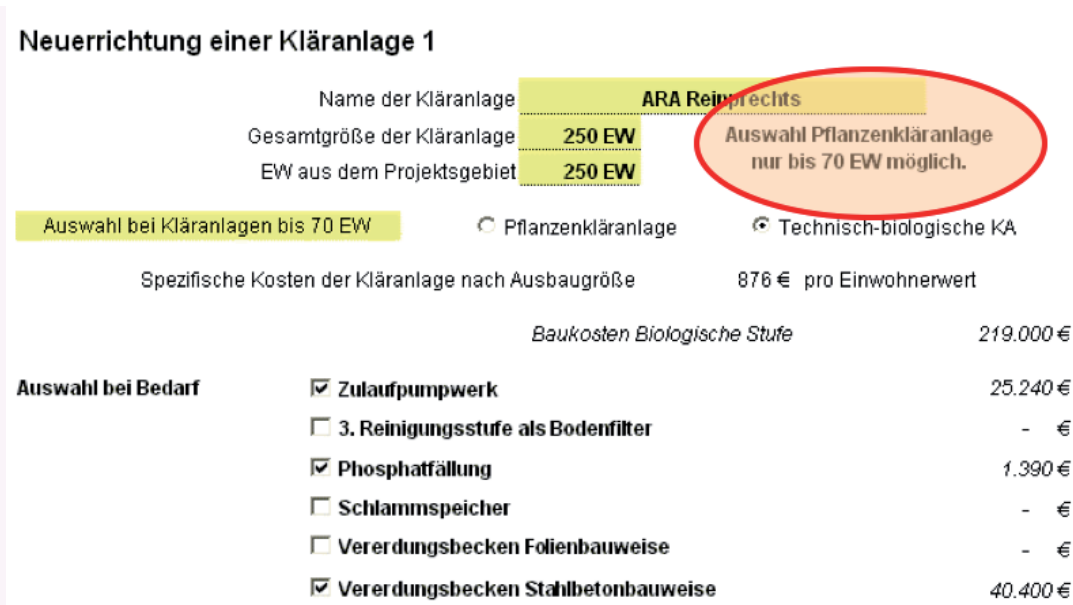 Neuerrichtung einer Kläranlage 1
Name der Kläranlage ARA Reinprechts
Gesamtgröße der Kläranlage 250 EW
Auswahl Pflanzenkläranlage
EW aus dem Projektsgebiet 250 EW
nur bis 70 EW möglich.
Auswahl bei Kläranlagen bis 70 EW Pflanzenkläranlage Technisch-biologische KA
Spezifische Kosten der Kläranlage nach Ausbaugröße 876 € pro Einwohnerwert
Baukosten Biologische Stufe 219.000 €
Auswahl bei Bedarf Zulaufpumpwerk 25.240 €
3. Reinigungsstufe als Bodenfilter - €
Phosphatfällung 1.390 €
Schlammspeicher - €
Vererdungsbecken Folienbauweise - €
Vererdungsbecken Stahlbetonbauweise 40.400 €